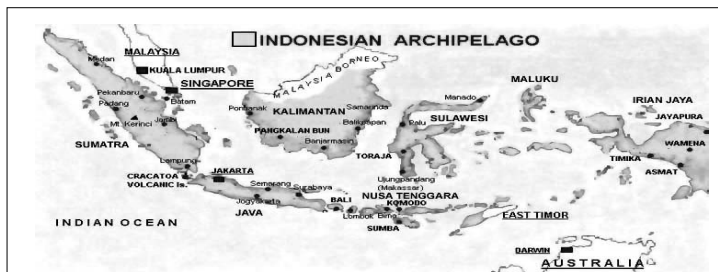 INDONESIAN ARCHIPELAGO
MALAYSIA
Medan
KUALA LUMPUR
SINGAPORE
MALAYSIA BORNEO
MALUKU
Pekanbaru
Padang
Batam
Pontianak
KALIMANTAN
Samarinda
Manado
IRIAN JAYA
Mt. Kerinci
Jambi
PANGKALAN BUN
Balikpapan
Palu
SULAWESI
JAYAPURA
SUMATRA
Banjarmasin
TORAJA
WAMENA
TIMIKA
Lampung
ASMAT
CRACATOA
VOLCANIC Is.
JAKARTA
Semarang
Surabaya
Ujungpandang
(Makassar)
NUSA TENGGARA
KOMODO
BALI
Jogyakarta
JAVA
Lombok
Bima
EAST TIMOR
INDIAN OCEAN
SUMBA
DARWIN
AUSTRALIA